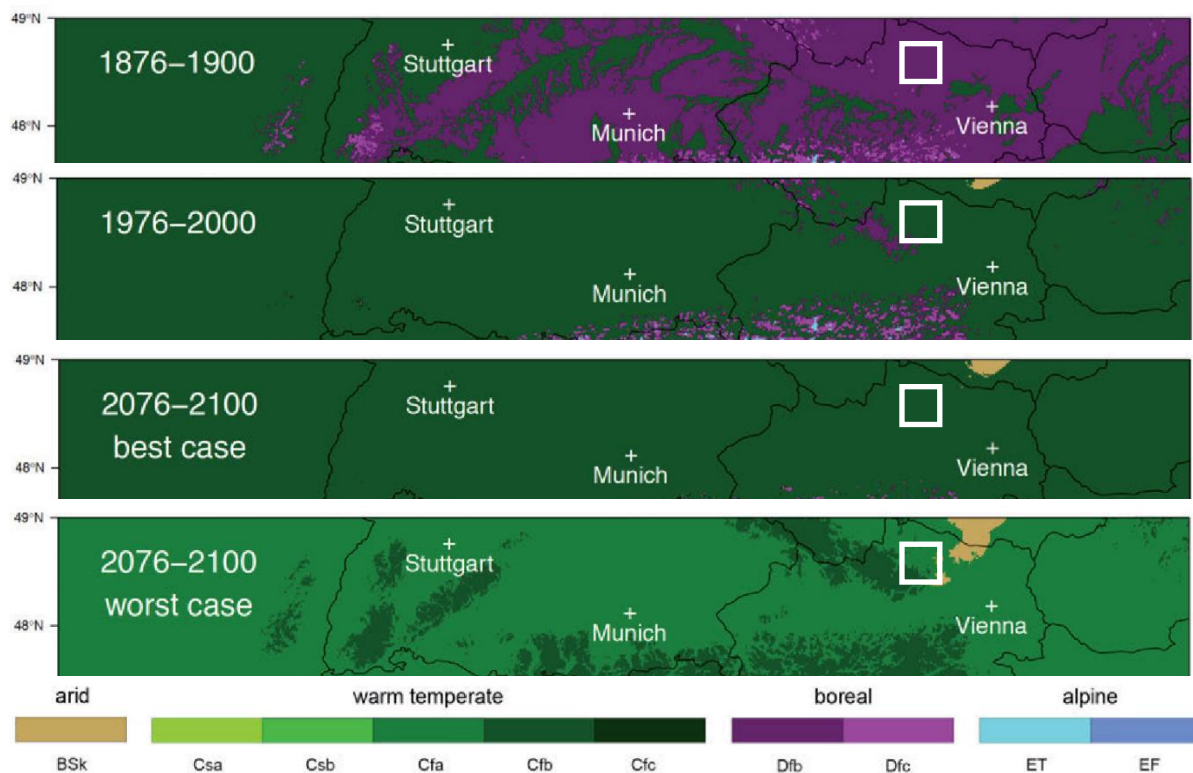 49°N
1876–1900
Stuttgart
48°N
Munich
Vienna
1976–2000
Stuttgart
48°N
Munich
Vienna
49°N
2076–2100
best case
Stuttgart
48°N
Munich
Vienna
49°N
2076–2100
worst case
Stuttgart
48°N
Munich
Vienna
arid warm temperate boreal alpine
BSk Csa Csb Cfa Cfb Cfc Dfb Dfc ET EF